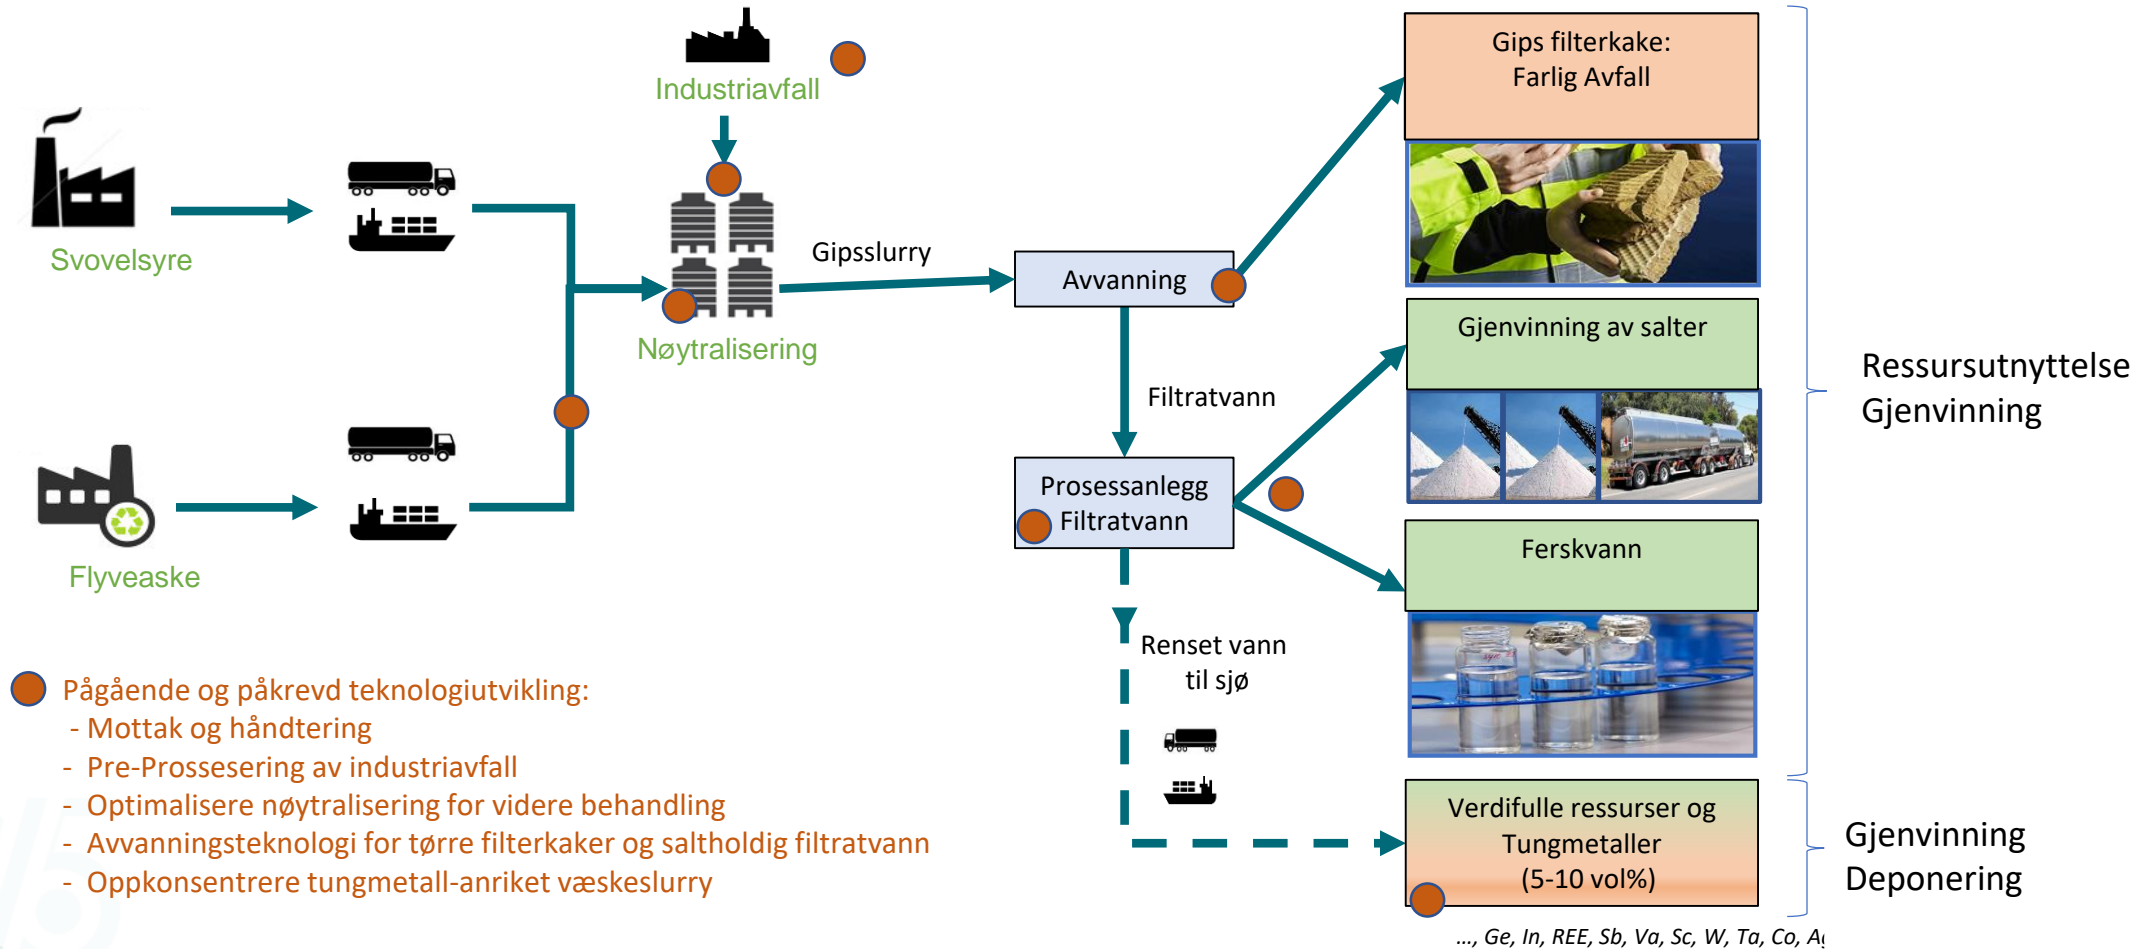 Industriavfall
Svovelsyre
Flyveaske
Nøytralisering
Gipsslurry
Avvanning
Filtratvann
Prosessanlegg
Filtratvann
Renset vann
til sjø
Gips filterkake:
Farlig Avfall
Gjenvinning av salter
Ferskvann
Verdifulle ressurser og
Tungmetaller
(5-10 vol%)
..., Ge, In, REE, Sb, Va, Sc, W, Ta, Co,
Ressursutnyttelse
Gjenvinning
Gjenvinning
Deponering
Pågående og påkrevd teknologiutvikling:
- Mottak og håndtering
- Pre-Prossesering av industriavfall
- Optimalisere nøytralisering for videre behandling
- Avvanningsteknologi for tørre filterkaker og saltholdig filtratvann
- Oppkonsentrere tungmetall-anriket væskeslurry